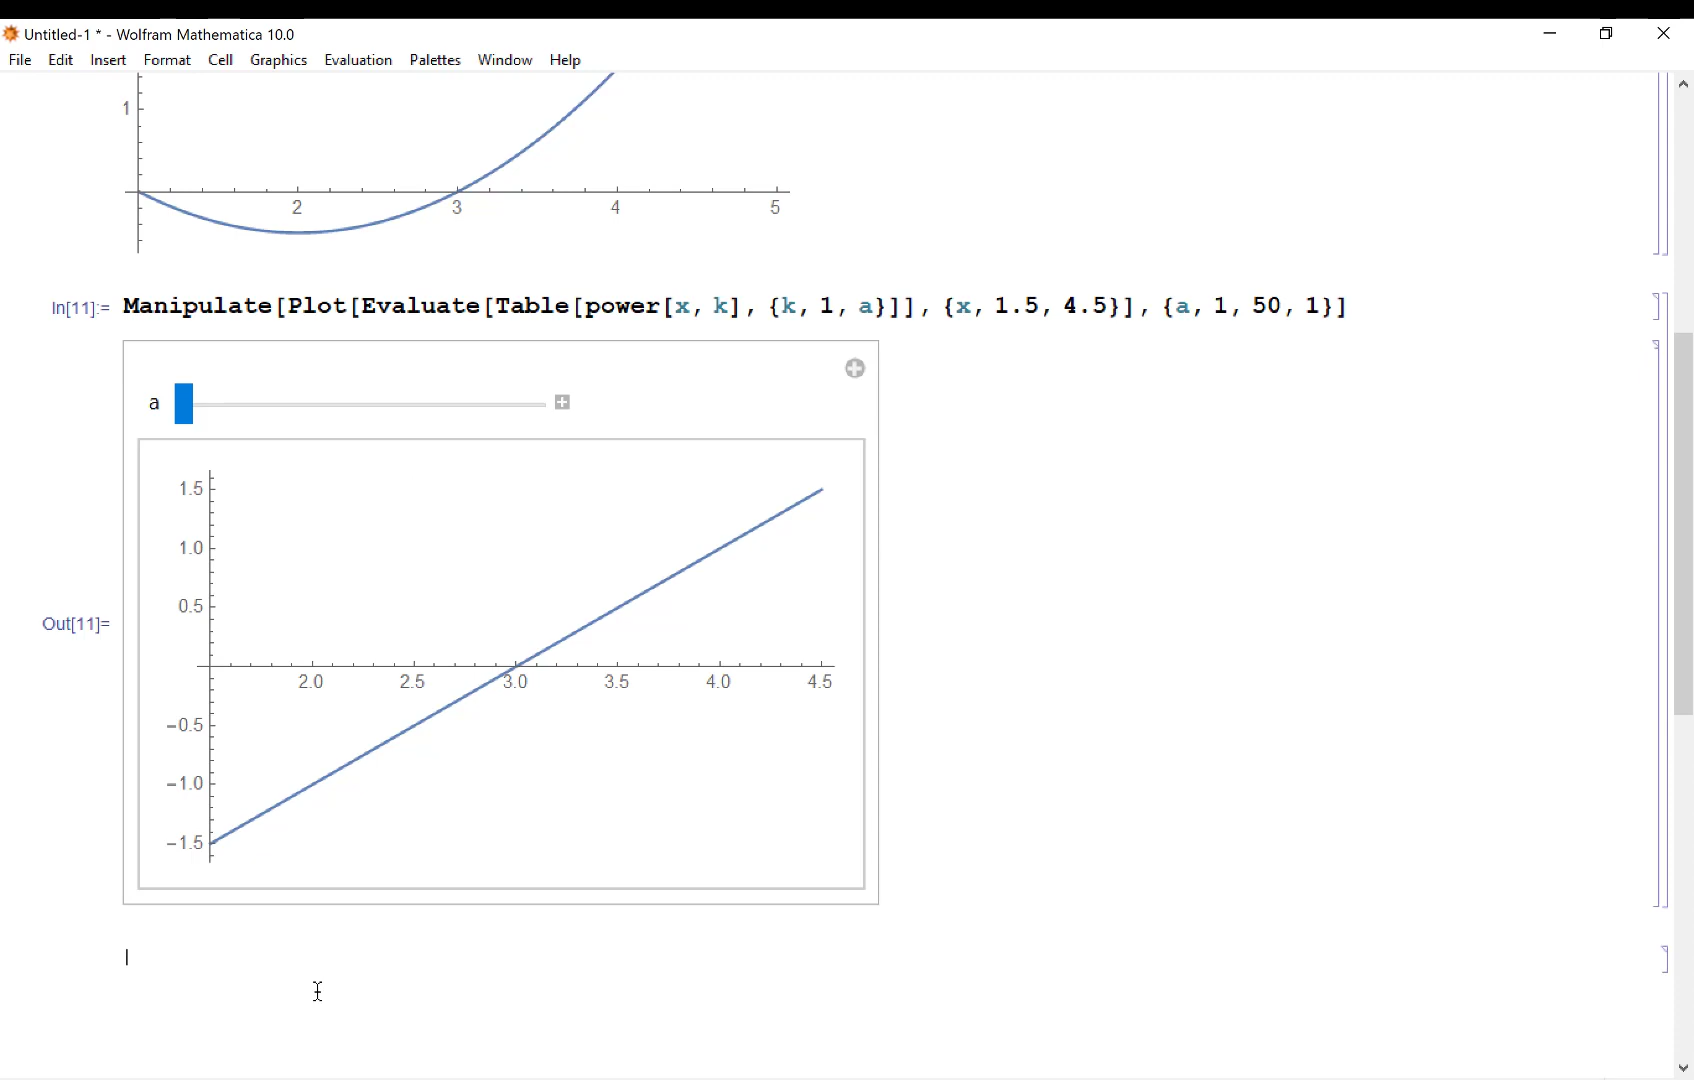 Untitled-1 * - Wolfram Mathematica 10.0
File Edit Insert Format Cell Graphics Evaluation Palettes Window Help
1
2 3 4 5
In[11]:= Manipulate[Plot[Evaluate[Table[power[x, k], {k, 1, a}]], {x, 1.5, 4.5}], {a, 1, 50, 1}]
a
1.5
1.0
0.5
Out[11]=
2.0 2.5 3.0 3.5 4.0 4.5
-0.5
-1.0
-1.5